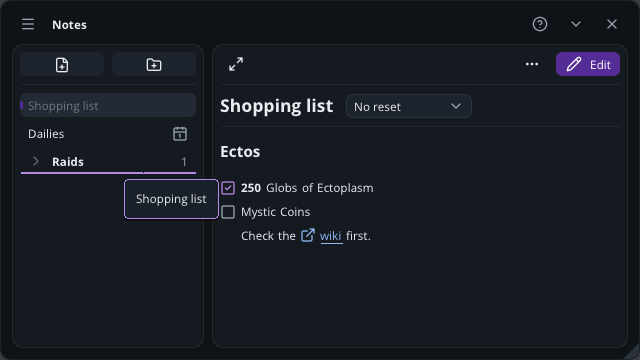 Notes
Edit
Shopping list
Dailies
1
Raids 1
Shopping list
Shopping list No reset
Ectos
250 Globs of Ectoplasm
Mystic Coins
Check the wiki first.